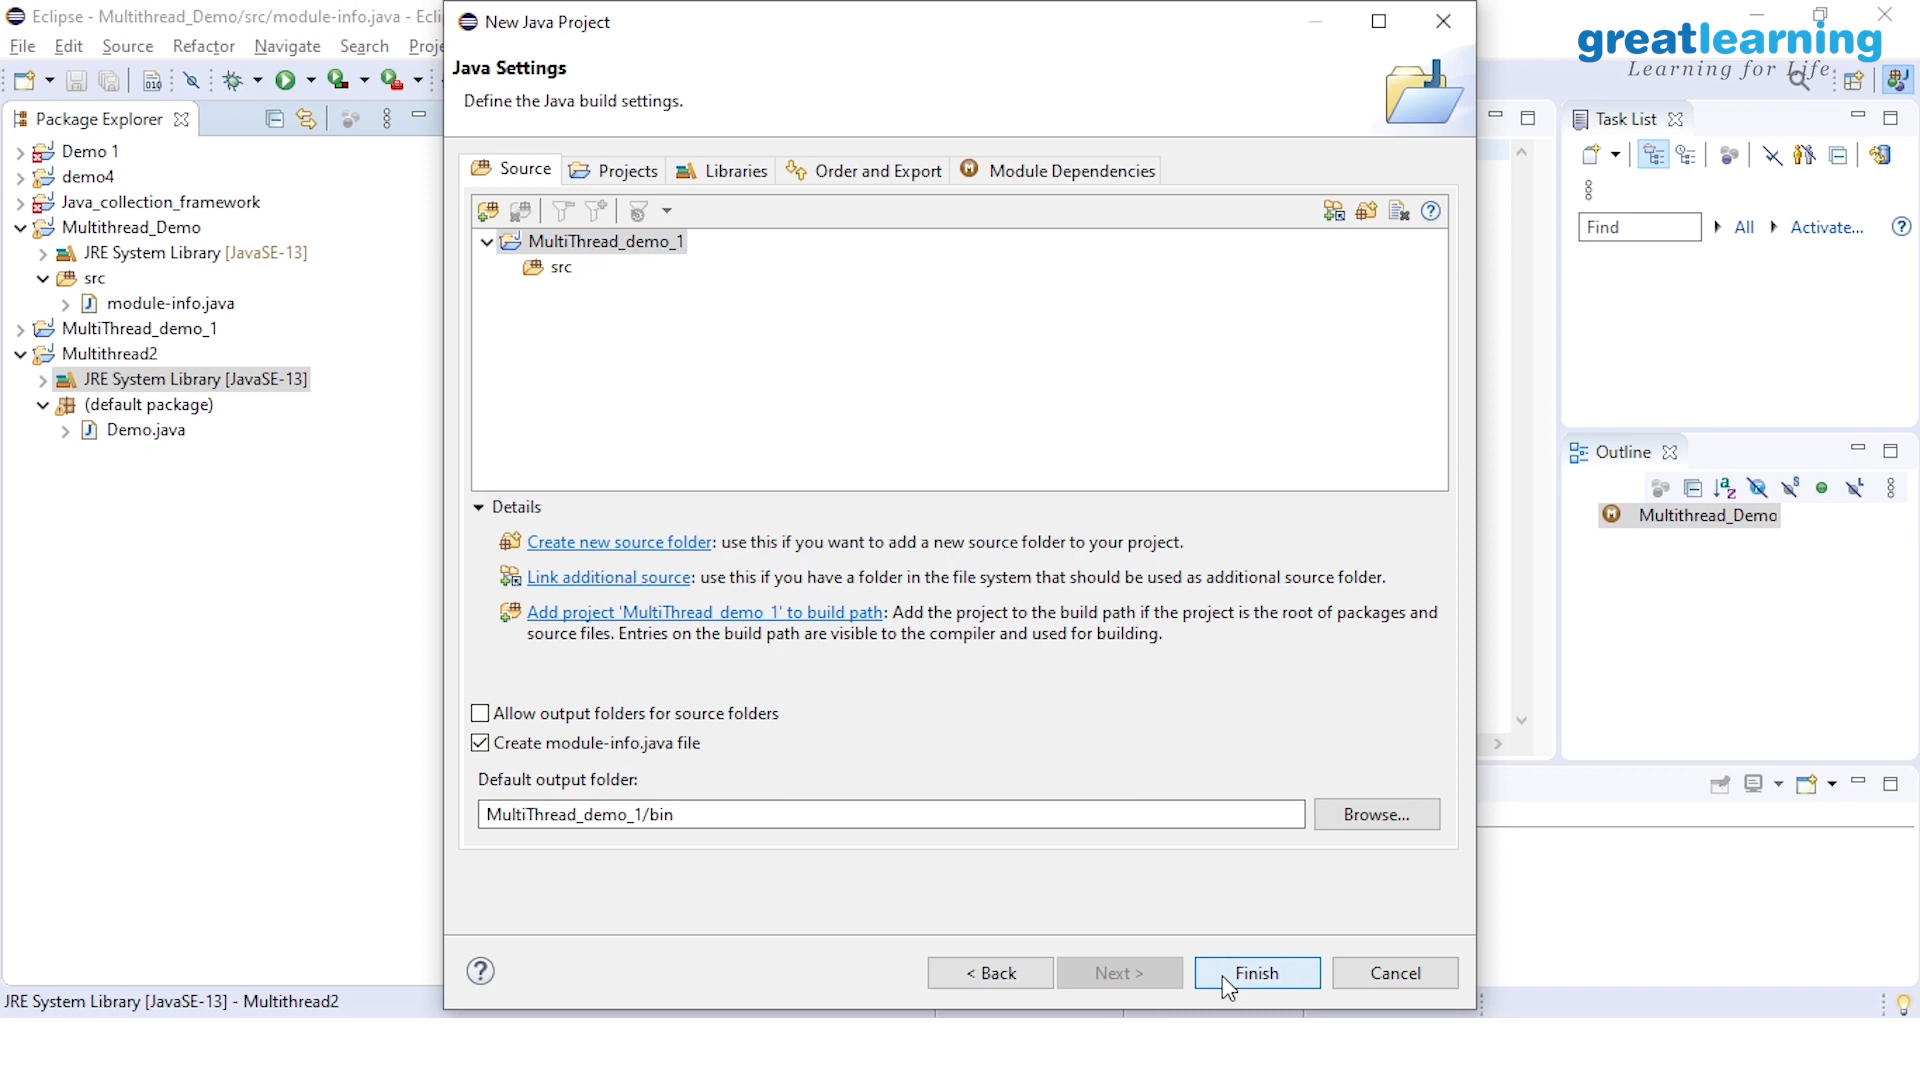 Eclipse - Multithread_Demo/src/module-info.java - Ecli
New Java Project
greatlearning
Learning for Life
File Edit Source Refactor Navigate Search Proje
Java Settings
Define the Java build settings.
Package Explorer
Task List
Source Projects Libraries Order and Export Module Dependencies
Demo 1
demo4
Java_collection_framework
Multithread_Demo
JRE System Library [JavaSE-13]
src
module-info.java
MultiThread_demo_1
Multithread2
JRE System Library [JavaSE-13]
(default package)
Demo.java
MultiThread_demo_1
src
Find All Activate...
Outline
Multithread_Demo
Details
Create new source folder: use this if you want to add a new source folder to your project.
Link additional source: use this if you have a folder in the file system that should be used as additional source folder.
Add project 'MultiThread_demo_1' to build path: Add the project to the build path if the project is the root of packages and
source files. Entries on the build path are visible to the compiler and used for building.
Allow output folders for source folders
Create module-info.java file
Default output folder:
MultiThread_demo_1/bin
Browse...
< Back Next > Finish Cancel
JRE System Library [JavaSE-13] - Multithread2